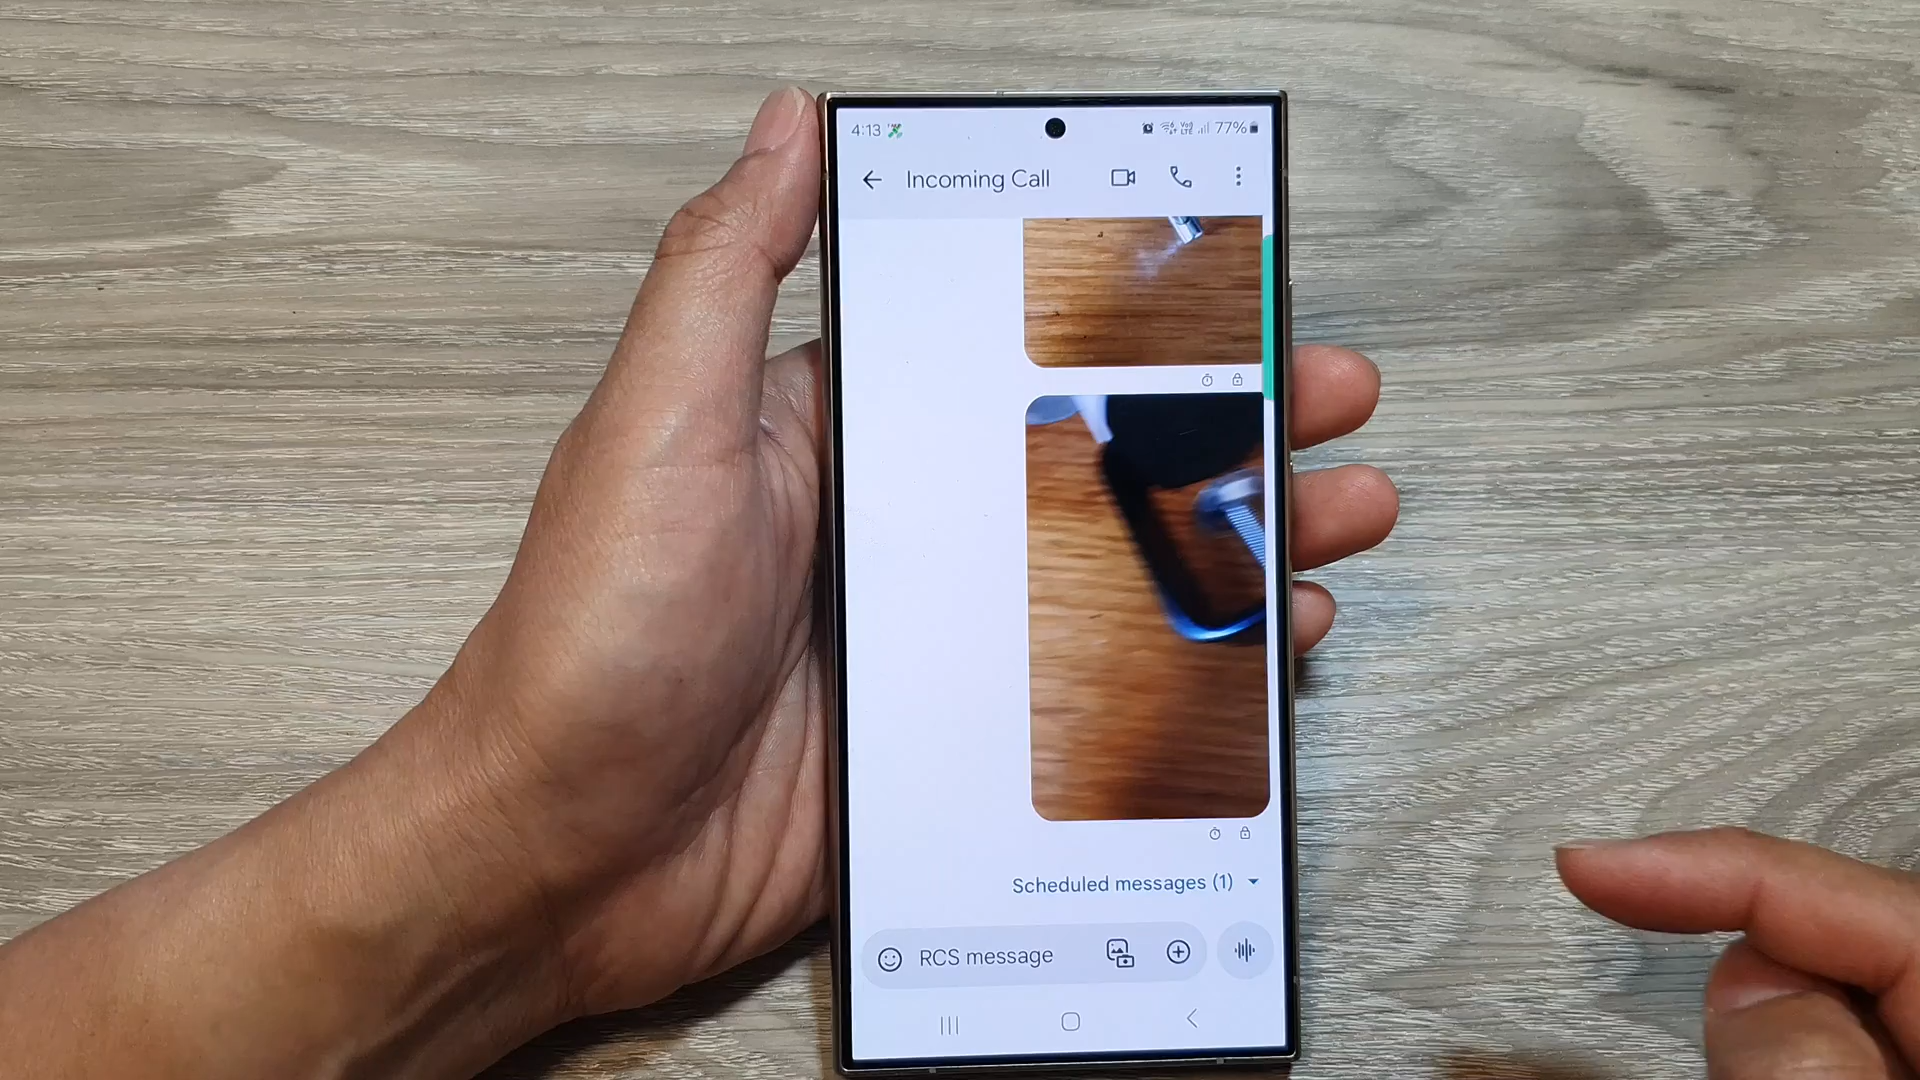 4:13 77%
Incoming Call
Scheduled messages (1)
RCS message